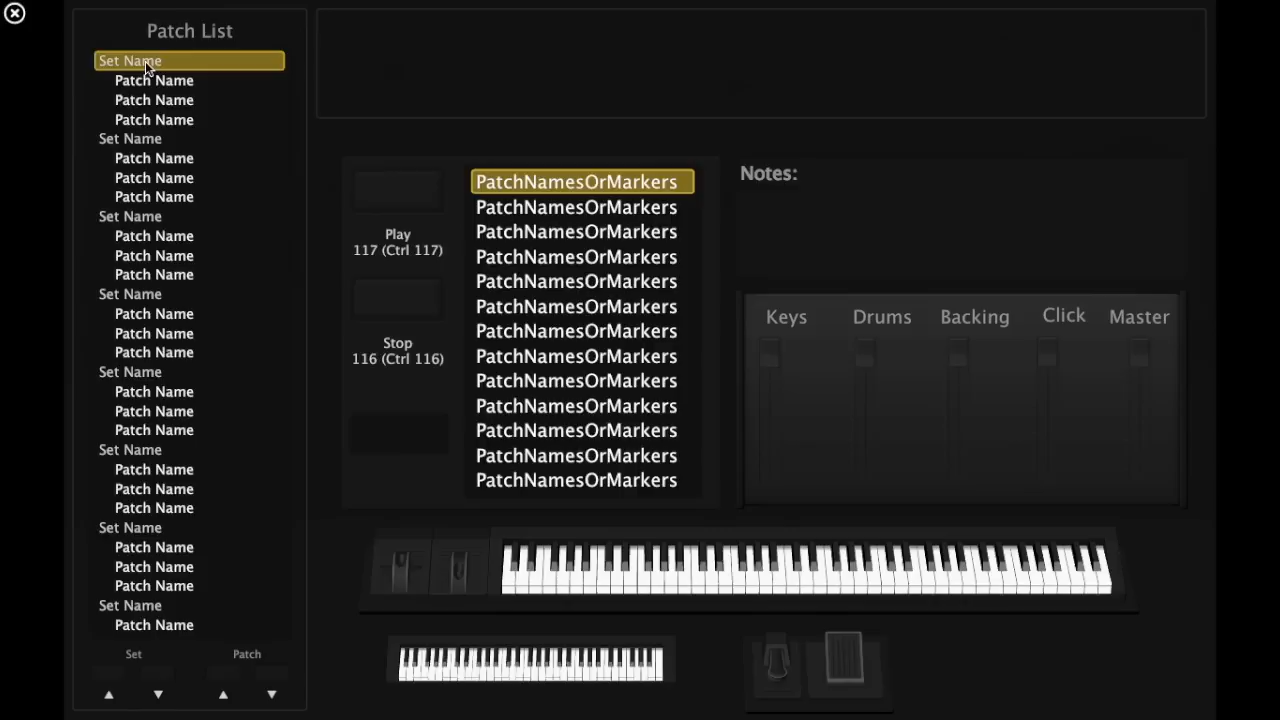 Patch List
Set Name
Patch Name
Patch Name
Patch Name
Set Name
Patch Name
Patch Name
Patch Name
Set Name
Patch Name
Patch Name
Patch Name
Set Name
Patch Name
Patch Name
Patch Name
Set Name
Patch Name
Patch Name
Patch Name
Set Name
Patch Name
Patch Name
Patch Name
Set Name
Patch Name
Patch Name
Patch Name
Set Name
Patch Name
Set
Patch
Play
117 (Ctrl 117)
Stop
116 (Ctrl 116)
PatchNamesOrMarkers
PatchNamesOrMarkers
PatchNamesOrMarkers
PatchNamesOrMarkers
PatchNamesOrMarkers
PatchNamesOrMarkers
PatchNamesOrMarkers
PatchNamesOrMarkers
PatchNamesOrMarkers
PatchNamesOrMarkers
PatchNamesOrMarkers
PatchNamesOrMarkers
PatchNamesOrMarkers
Notes:
Keys Drums Backing Click Master